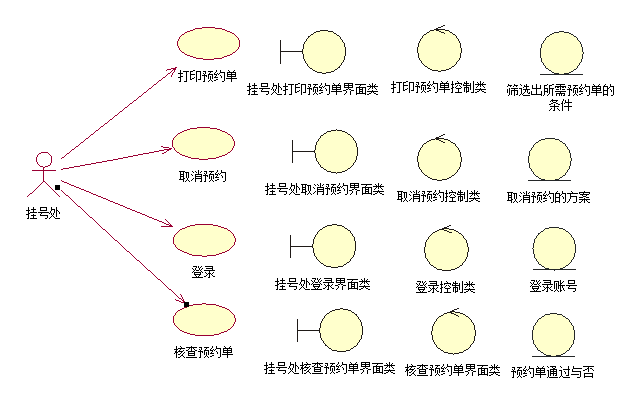 打印预约单
挂号处打印预约单界面类
打印预约单控制类
筛选出所需预约单的
条件
取消预约
挂号处取消预约界面类
取消预约控制类
取消预约的方案
挂号处
登录
挂号处登录界面类
登录控制类
登录账号
核查预约单
挂号处核查预约单界面类
核查预约单界面类
预约单通过与否